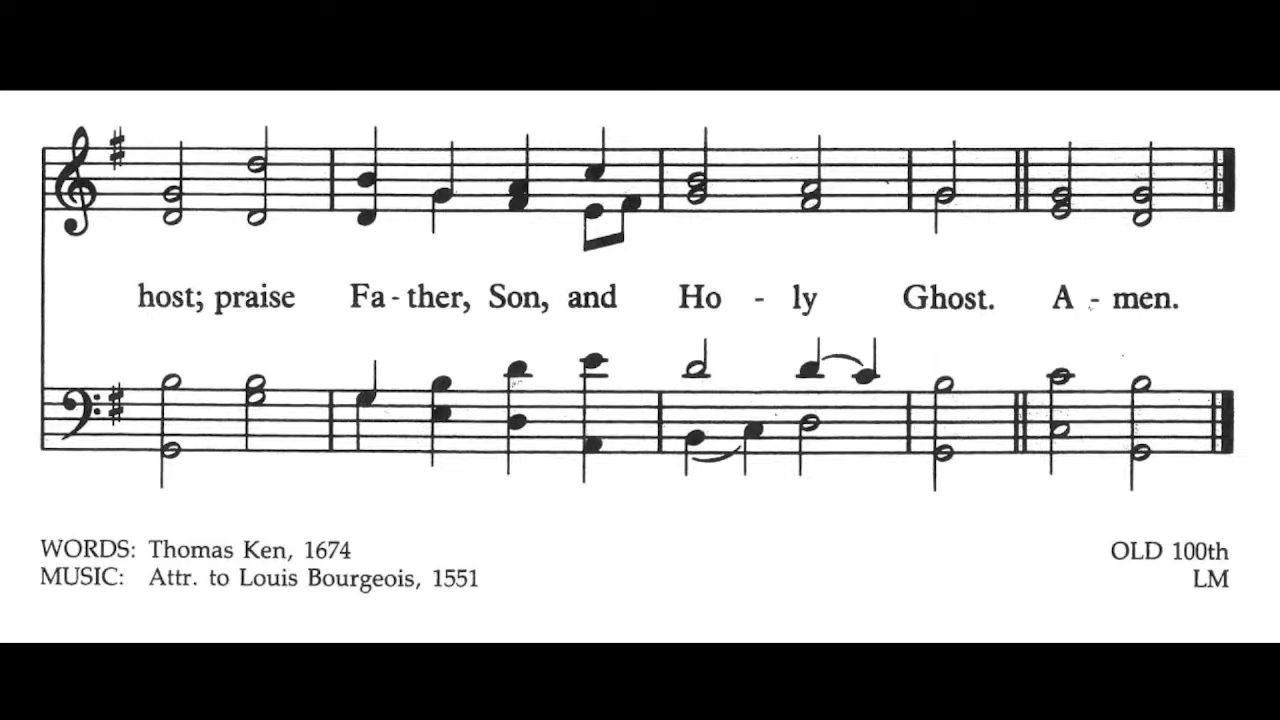 host; praise Fa - ther, Son, and Ho - ly Ghost. A - men.
WORDS: Thomas Ken, 1674
OLD 100th
MUSIC: Attr. to Louis Bourgeois, 1551
LM